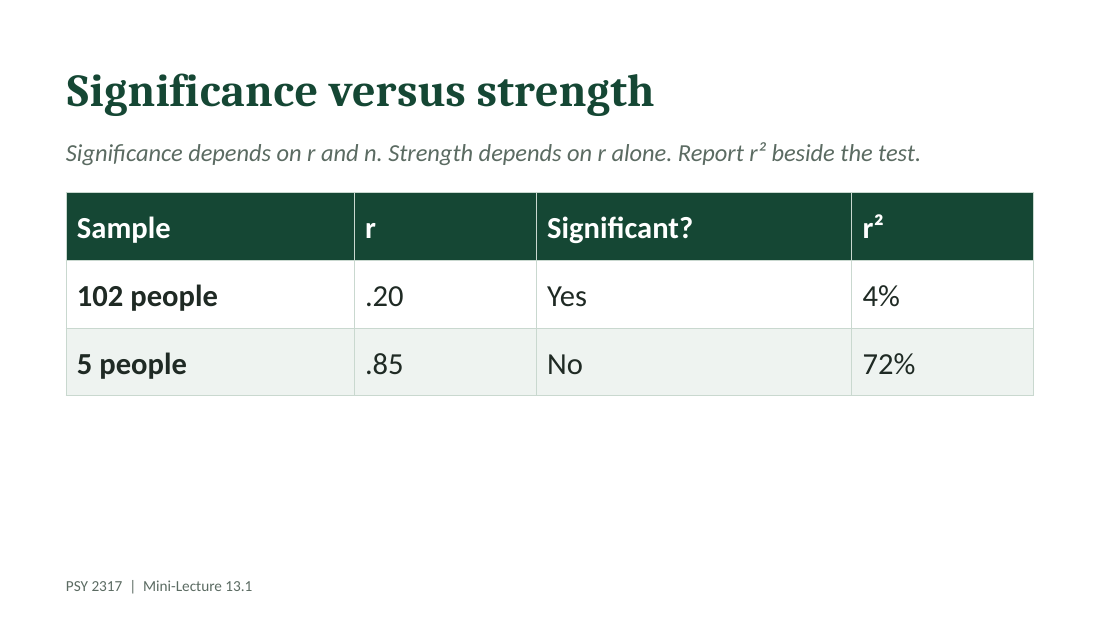 Significance versus strength
Significance depends on r and n. Strength depends on r alone. Report r² beside the test.
Sample r Significant? r²
102 people .20 Yes 4%
5 people .85 No 72%
PSY 2317 | Mini-Lecture 13.1